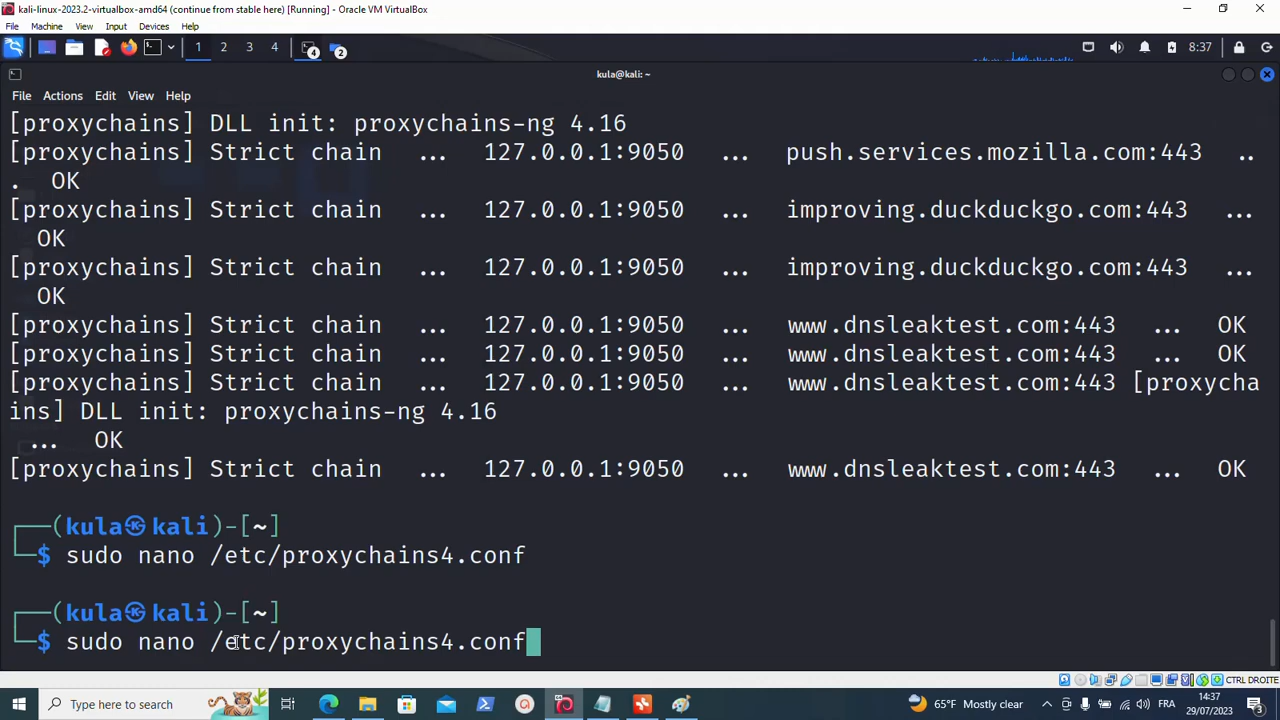 kali-linux-2023.2-virtualbox-amd64 (continue from stable here) [Running] - Oracle VM VirtualBox
File Machine View Input Devices Help
1 2 3 4 4 2 8:37
kula@kali: ~
File Actions Edit View Help
[proxychains] DLL init: proxychains-ng 4.16
[proxychains] Strict chain ... 127.0.0.1:9050 ... push.services.mozilla.com:443 ..
. OK
[proxychains] Strict chain ... 127.0.0.1:9050 ... improving.duckduckgo.com:443 ...
OK
[proxychains] Strict chain ... 127.0.0.1:9050 ... improving.duckduckgo.com:443 ...
OK
[proxychains] Strict chain ... 127.0.0.1:9050 ... www.dnsleaktest.com:443 ... OK
[proxychains] Strict chain ... 127.0.0.1:9050 ... www.dnsleaktest.com:443 ... OK
[proxychains] Strict chain ... 127.0.0.1:9050 ... www.dnsleaktest.com:443 [proxycha
ins] DLL init: proxychains-ng 4.16
... OK
[proxychains] Strict chain ... 127.0.0.1:9050 ... www.dnsleaktest.com:443 ... OK
┌──(kula㉿kali)-[~]
└─$ sudo nano /etc/proxychains4.conf
┌──(kula㉿kali)-[~]
└─$ sudo nano /etc/proxychains4.conf
CTRL DROITE
Type here to search 65°F Mostly clear FRA 14:37
29/07/2023 3